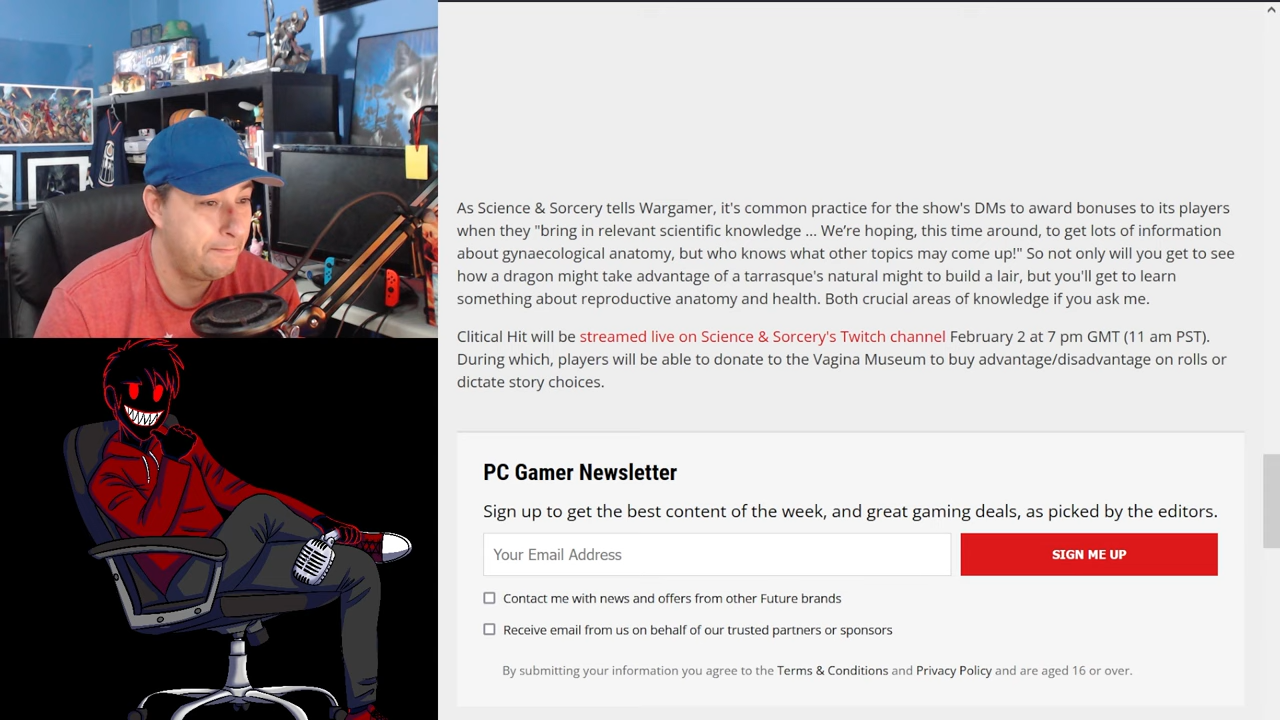 GLORY
As Science & Sorcery tells Wargamer, it's common practice for the show's DMs to award bonuses to its players
when they "bring in relevant scientific knowledge ... We're hoping, this time around, to get lots of information
about gynaecological anatomy, but who knows what other topics may come up!" So not only will you get to see
how a dragon might take advantage of a tarrasque's natural might to build a lair, but you'll get to learn
something about reproductive anatomy and health. Both crucial areas of knowledge if you ask me.
Clitical Hit will be streamed live on Science & Sorcery's Twitch channel February 2 at 7 pm GMT (11 am PST).
During which, players will be able to donate to the Vagina Museum to buy advantage/disadvantage on rolls or
dictate story choices.
PC Gamer Newsletter
Sign up to get the best content of the week, and great gaming deals, as picked by the editors.
Your Email Address
SIGN ME UP
Contact me with news and offers from other Future brands
Receive email from us on behalf of our trusted partners or sponsors
By submitting your information you agree to the Terms & Conditions and Privacy Policy and are aged 16 or over.